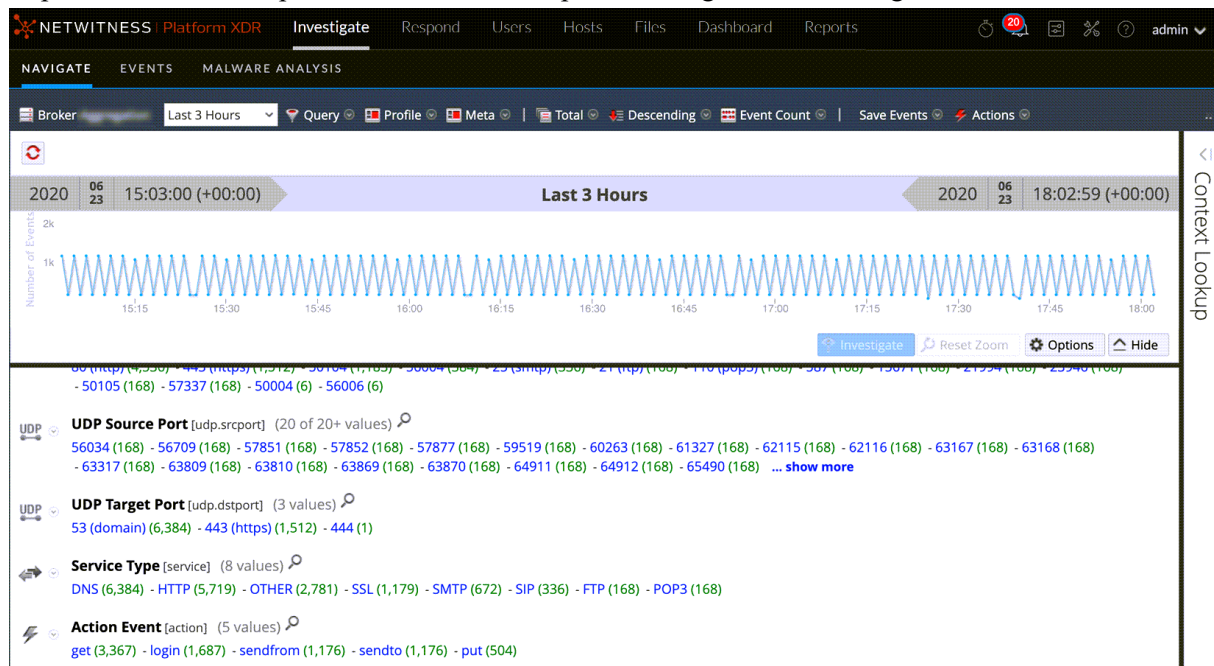 NETWITNESS | Platform XDR Investigate Respond Users Hosts Files Dashboard Reports 20 admin
NAVIGATE EVENTS MALWARE ANALYSIS
Broker Last 3 Hours Query Profile Meta | Total Descending Event Count | Save Events Actions ..
Context Lookup
2020 06 23 15:03:00 (+00:00) Last 3 Hours 2020 06 23 18:02:59 (+00:00)
Number of Events
2k
1k
15:15 15:30 15:45 16:00 16:15 16:30 16:45 17:00 17:15 17:30 17:45 18:00
Investigate Reset Zoom Options Hide
- 50105 (168) - 57337 (168) - 50004 (6) - 56006 (6)
UDP UDP Source Port [udp.srcport] (20 of 20+ values)
56034 (168) - 56709 (168) - 57851 (168) - 57852 (168) - 57877 (168) - 59519 (168) - 60263 (168) - 61327 (168) - 62115 (168) - 62116 (168) - 63167 (168) - 63168 (168)
- 63317 (168) - 63809 (168) - 63810 (168) - 63869 (168) - 63870 (168) - 64911 (168) - 64912 (168) - 65490 (168) ... show more
UDP UDP Target Port [udp.dstport] (3 values)
53 (domain) (6,384) - 443 (https) (1,512) - 444 (1)
Service Type [service] (8 values)
DNS (6,384) - HTTP (5,719) - OTHER (2,781) - SSL (1,179) - SMTP (672) - SIP (336) - FTP (168) - POP3 (168)
Action Event [action] (5 values)
get (3,367) - login (1,687) - sendfrom (1,176) - sendto (1,176) - put (504)